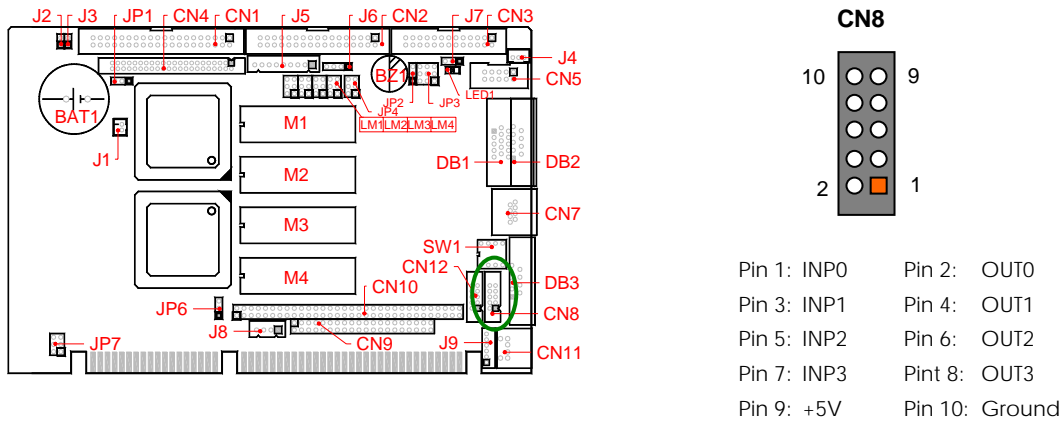 J2 J3 JP1 CN4 CN1 J5 J6 CN2 J7 CN3
J4
BZ1
CN5
BAT1
JP2 JP3 LED1
JP4
LM1 LM2 LM3 LM4
M1
J1
DB1 DB2
M2
CN7
M3
SW1
CN12
M4
CN10
DB3
JP6
CN8
J8
CN9
J9
JP7
CN11
CN8
10 9
2 1
Pin 1: INP0 Pin 2: OUT0
Pin 3: INP1 Pin 4: OUT1
Pin 5: INP2 Pin 6: OUT2
Pin 7: INP3 Pint 8: OUT3
Pin 9: +5V Pin 10: Ground